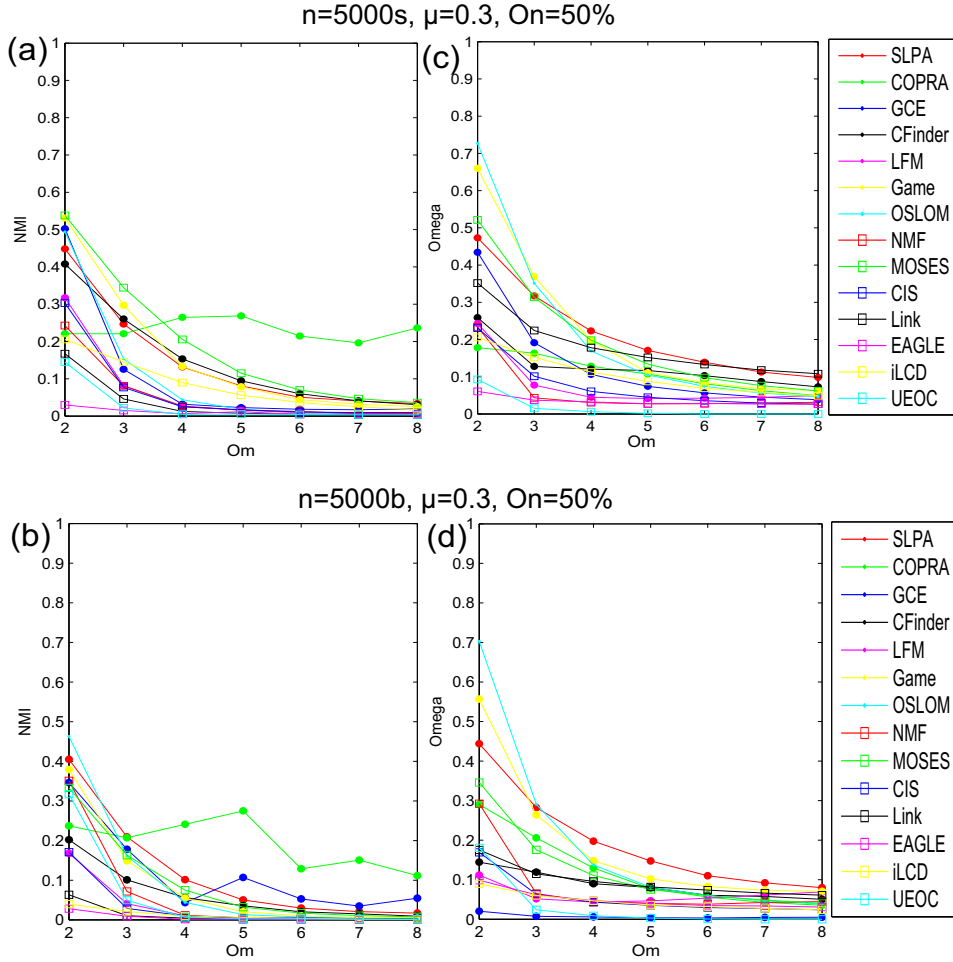 n=5000s, μ=0.3, On=50%
(a)
1
0.9
0.8
0.7
0.6
0.5
0.4
0.3
0.2
0.1
0
NMI
2 3 4 5 6 7 8
Om
(c)
1
0.9
0.8
0.7
0.6
0.5
0.4
0.3
0.2
0.1
0
Omega
2 3 4 5 6 7 8
Om
SLPA
COPRA
GCE
CFinder
LFM
Game
OSLOM
NMF
MOSES
CIS
Link
EAGLE
iLCD
UEOC
n=5000b, μ=0.3, On=50%
(b)
1
0.9
0.8
0.7
0.6
0.5
0.4
0.3
0.2
0.1
0
NMI
2 3 4 5 6 7 8
Om
(d)
1
0.9
0.8
0.7
0.6
0.5
0.4
0.3
0.2
0.1
0
Omega
2 3 4 5 6 7 8
Om
SLPA
COPRA
GCE
CFinder
LFM
Game
OSLOM
NMF
MOSES
CIS
Link
EAGLE
iLCD
UEOC